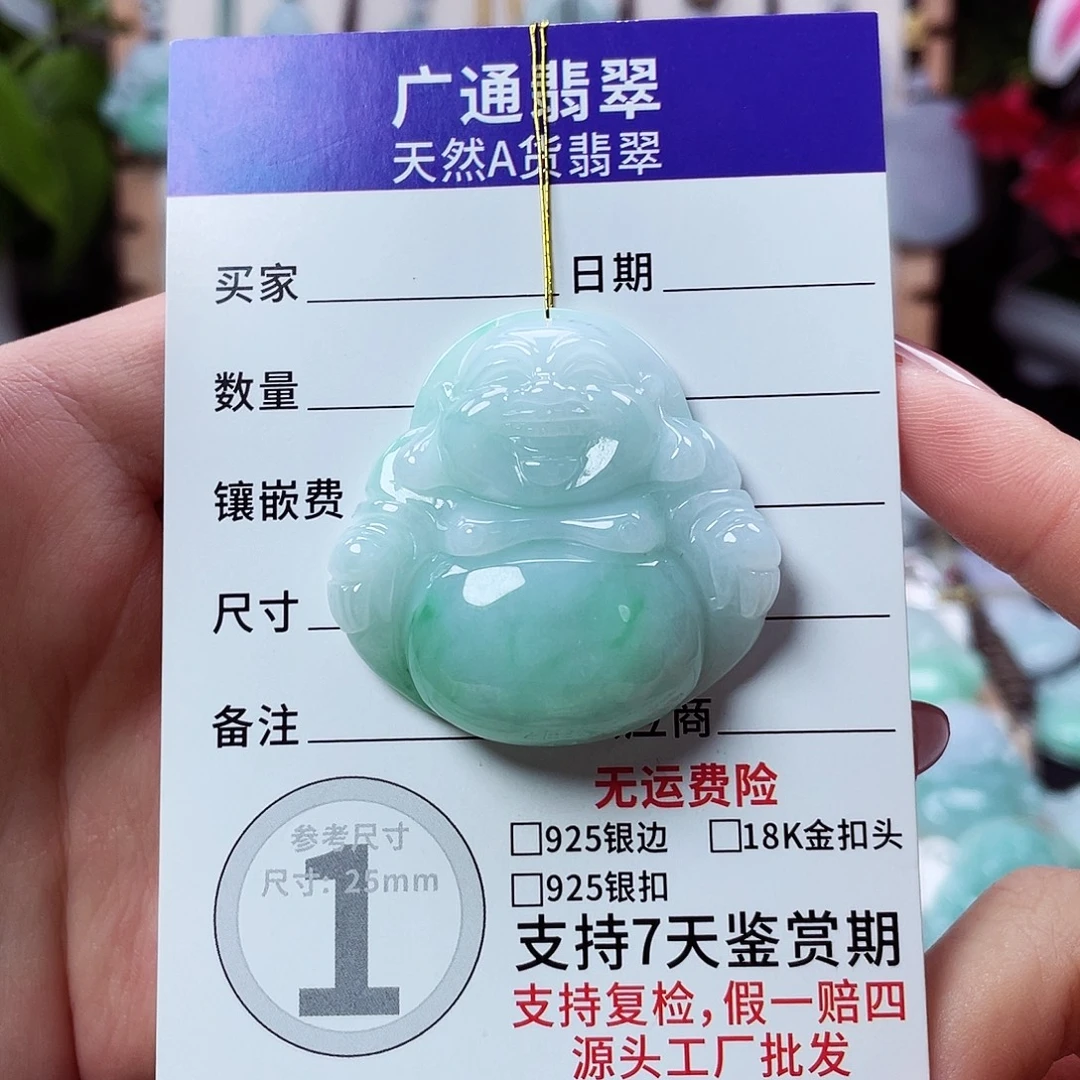 广通翡翠
天然A货翡翠
买家 日期
数量
镶嵌费
尺寸
备注 应商
无运费险
参考尺寸
尺寸: 25mm
1
□925银边 □18K金扣头
□925银扣
支持7天鉴赏期
支持复检,假一赔四
源头工厂批发